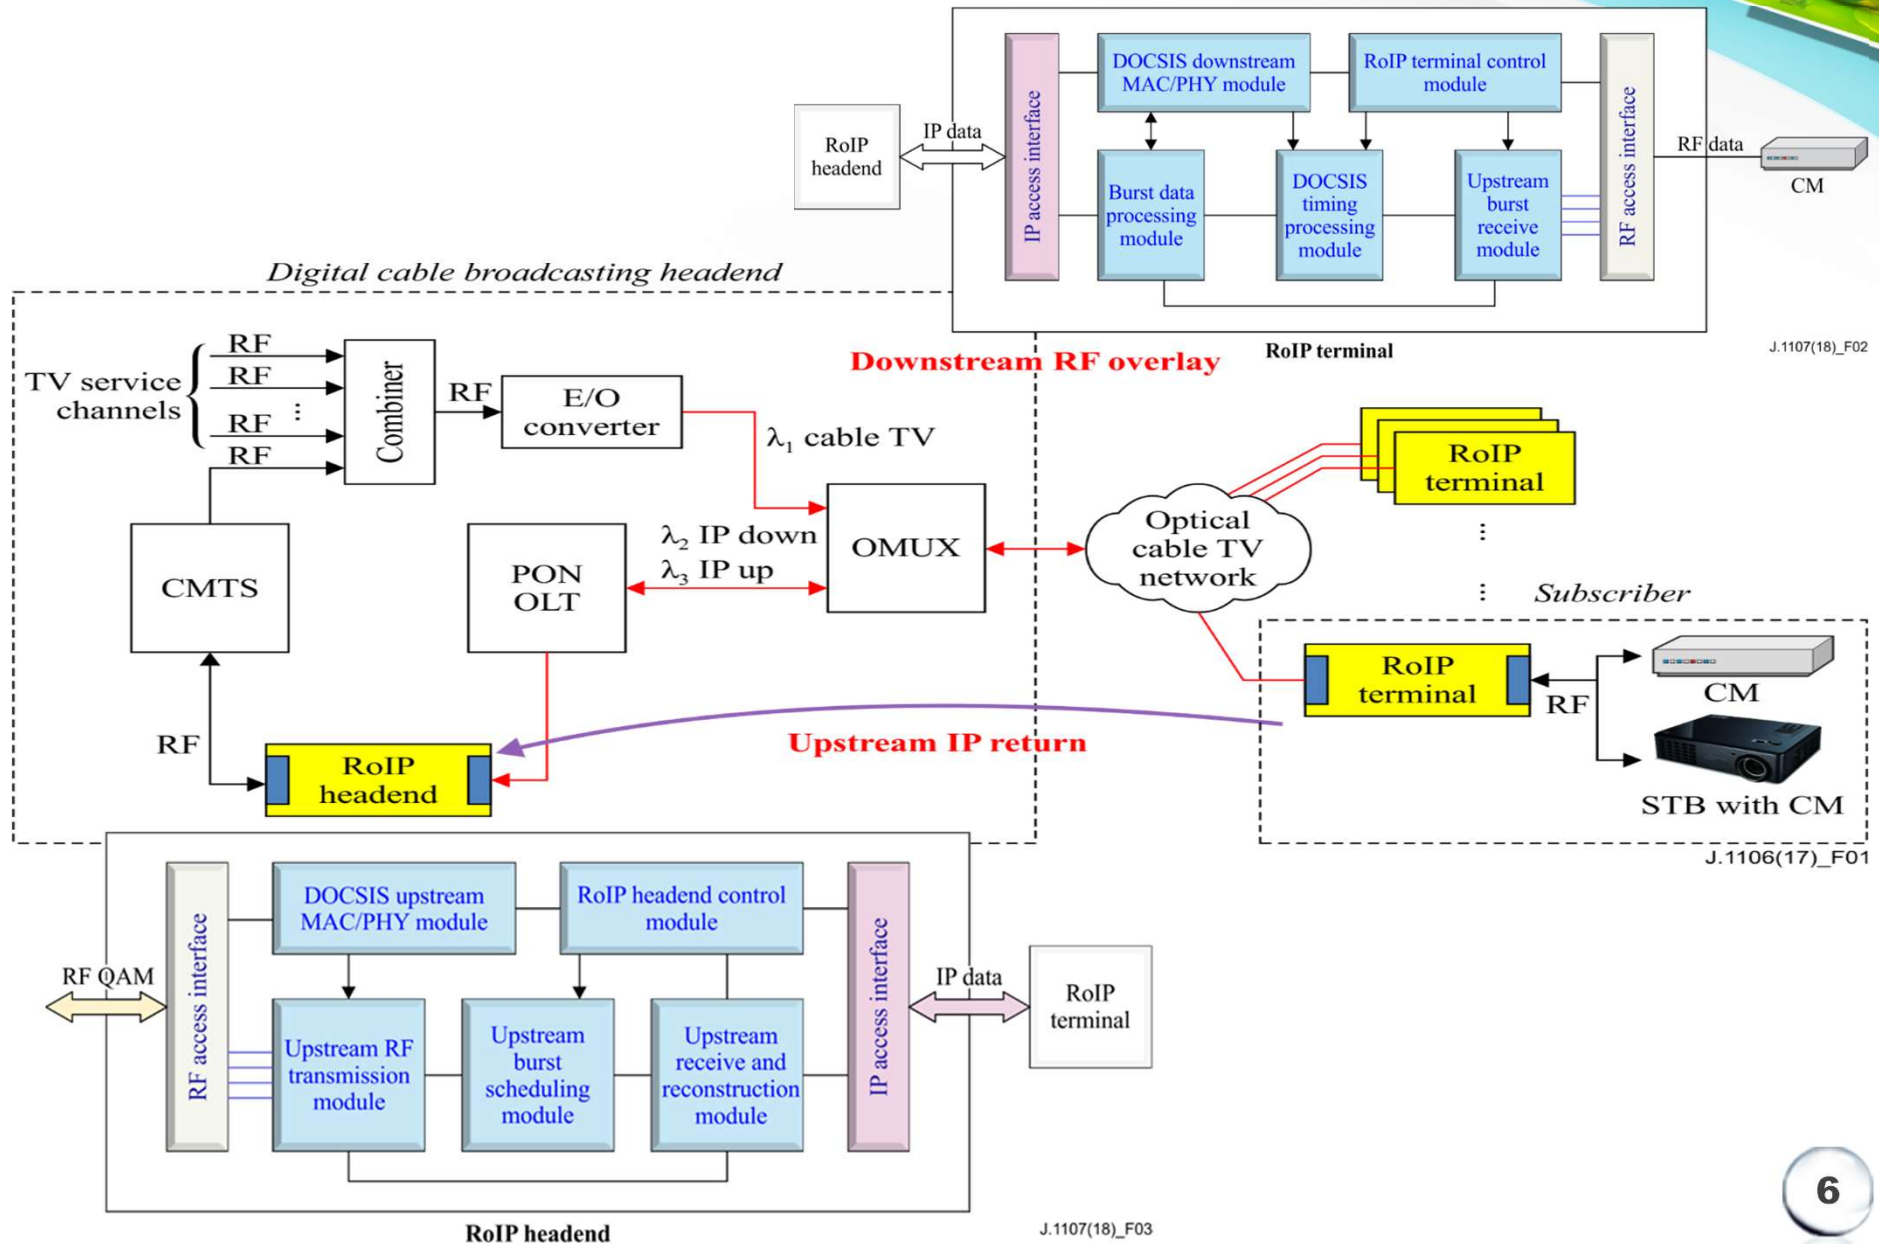 DOCSIS downstream
MAC/PHY module
RoIP terminal control
module
IP access interface
RF access interface
RoIP
headend
IP data
RF data
CM
Burst data
processing
module
DOCSIS
timing
processing
module
Upstream
burst
receive
module
RoIP terminal
J.1107(18)_F02
Digital cable broadcasting headend
TV service
channels
RF
RF
...
RF
RF
Combiner
RF
E/O
converter
Downstream RF overlay
λ1 cable TV
CMTS
PON
OLT
λ2 IP down
λ3 IP up
OMUX
Optical
cable TV
network
RoIP
terminal
...
...
Subscriber
RoIP
terminal
RF
CM
STB with CM
J.1106(17)_F01
RF
RoIP
headend
Upstream IP return
RF access interface
DOCSIS upstream
MAC/PHY module
RoIP headend control
module
IP access interface
RF QAM
IP data
RoIP
terminal
Upstream RF
transmission
module
Upstream
burst
scheduling
module
Upstream
receive and
reconstruction
module
RoIP headend
J.1107(18)_F03
6